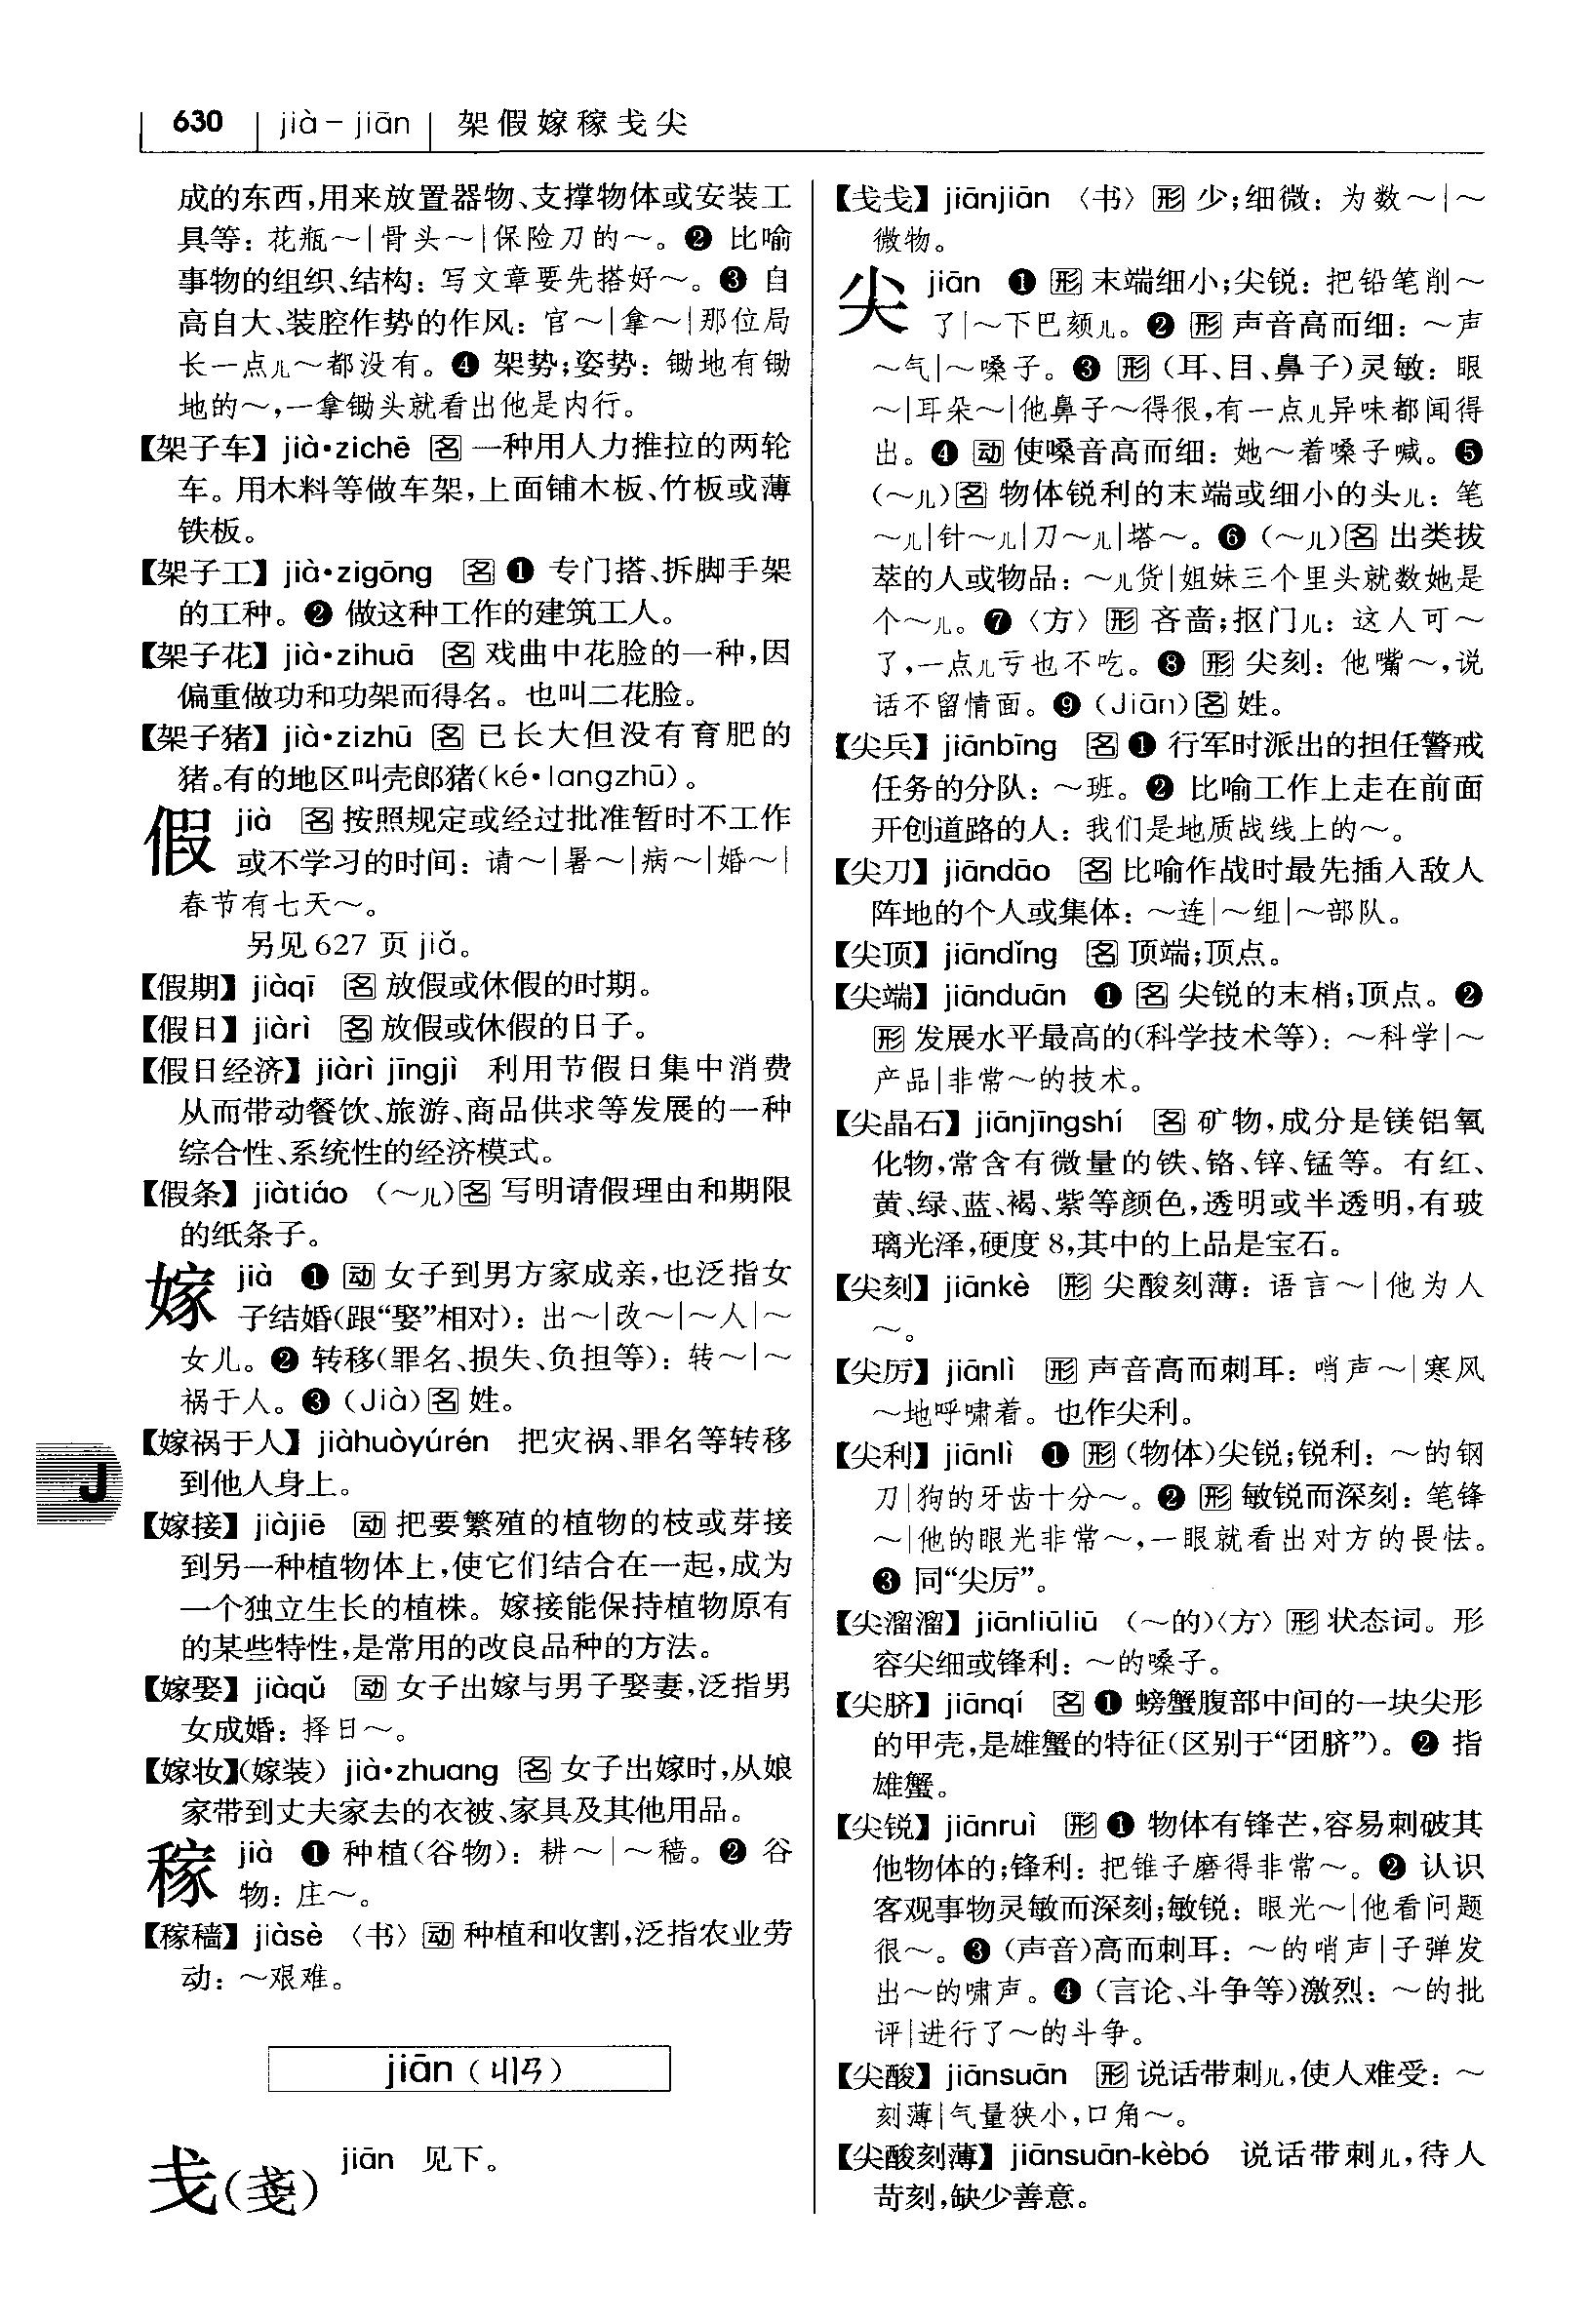 630 jià－jiān 架假嫁稼戋尖
成的东西,用来放置器物、支撑物体或安装工
具等：花瓶～|骨头～|保险刀的～。❷ 比喻
事物的组织、结构：写文章要先搭好～。❸ 自
高自大、装腔作势的作风：官～|拿～|那位局
长一点儿～都没有。❹ 架势;姿势：锄地有锄
地的～,一拿锄头就看出他是内行。
【架子车】jià·zichē 名 一种用人力推拉的两轮
车。用木料等做车架,上面铺木板、竹板或薄
铁板。
【架子工】jià·zigōng 名 ❶ 专门搭、拆脚手架
的工种。❷ 做这种工作的建筑工人。
【架子花】jià·zihuā 名 戏曲中花脸的一种,因
偏重做功和功架而得名。也叫二花脸。
【架子猪】jià·zizhū 名 已长大但没有育肥的
猪。有的地区叫壳郎猪(ké·langzhū)。
假 jià 名 按照规定或经过批准暂时不工作
或不学习的时间：请～|暑～|病～|婚～|
春节有七天～。
另见 627 页 jiǎ。
【假期】jiàqī 名 放假或休假的时期。
【假日】jiàrì 名 放假或休假的日子。
【假日经济】jiàrì jīngjì 利用节假日集中消费
从而带动餐饮、旅游、商品供求等发展的一种
综合性、系统性的经济模式。
【假条】jiàtiáo （～儿)名 写明请假理由和期限
的纸条子。
嫁 jià ❶ 动 女子到男方家成亲,也泛指女
子结婚(跟“娶”相对)：出～|改～|～人|～
女儿。❷ 转移(罪名、损失、负担等)：转～|～
祸于人。❸（Jià)名 姓。
【嫁祸于人】jiàhuòyúrén 把灾祸、罪名等转移
到他人身上。
【嫁接】jiàjiē 动 把要繁殖的植物的枝或芽接
到另一种植物体上,使它们结合在一起,成为
一个独立生长的植株。嫁接能保持植物原有
的某些特性,是常用的改良品种的方法。
【嫁娶】jiàqǔ 动 女子出嫁与男子娶妻,泛指男
女成婚：择日～。
【嫁妆】(嫁装) jià·zhuang 名 女子出嫁时,从娘
家带到丈夫家去的衣被、家具及其他用品。
稼 jià ❶ 种植(谷物)：耕～|～穑。❷ 谷
物：庄～。
【稼穑】jiàsè〈书〉动 种植和收割,泛指农业劳
动：～艰难。
jiān（ㄐㄧㄢ）
戋(戔) jiān 见下。
【戋戋】jiānjiān〈书〉形 少;细微：为数～|～
微物。
尖 jiān ❶ 形 末端细小;尖锐：把铅笔削～
了|～下巴颏儿。❷ 形 声音高而细：～声
～气|～嗓子。❸ 形（耳、目、鼻子)灵敏：眼
～|耳朵～|他鼻子～得很,有一点儿异味都闻得
出。❹ 动 使嗓音高而细：她～着嗓子喊。❺
(～儿)名 物体锐利的末端或细小的头儿：笔
～儿|针～儿|刀～儿|塔～。❻（～儿)名 出类拔
萃的人或物品：～儿货|姐妹三个里头就数她是
个～儿。❼〈方〉形 吝啬;抠门儿：这人可～
了,一点儿亏也不吃。❽ 形 尖刻：他嘴～,说
话不留情面。❾（Jiān)名 姓。
【尖兵】jiānbīng 名 ❶ 行军时派出的担任警戒
任务的分队：～班。❷ 比喻工作上走在前面
开创道路的人：我们是地质战线上的～。
【尖刀】jiāndāo 名 比喻作战时最先插入敌人
阵地的个人或集体：～连|～组|～部队。
【尖顶】jiāndǐng 名 顶端;顶点。
【尖端】jiānduān ❶ 名 尖锐的末梢;顶点。❷
形 发展水平最高的(科学技术等)：～科学|～
产品|非常～的技术。
【尖晶石】jiānjīngshí 名 矿物,成分是镁铝氧
化物,常含有微量的铁、铬、锌、锰等。有红、
黄、绿、蓝、褐、紫等颜色,透明或半透明,有玻
璃光泽,硬度 8,其中的上品是宝石。
【尖刻】jiānkè 形 尖酸刻薄：语言～|他为人
～。
【尖厉】jiānlì 形 声音高而刺耳：哨声～|寒风
～地呼啸着。也作尖利。
【尖利】jiānlì ❶ 形（物体)尖锐;锐利：～的钢
刀|狗的牙齿十分～。❷ 形 敏锐而深刻：笔锋
～|他的眼光非常～,一眼就看出对方的畏怯。
❸ 同“尖厉”。
【尖溜溜】jiānliūliū（～的)〈方〉形 状态词。形
容尖细或锋利：～的嗓子。
【尖脐】jiānqí 名 ❶ 螃蟹腹部中间的一块尖形
的甲壳,是雄蟹的特征(区别于“团脐”)。❷ 指
雄蟹。
【尖锐】jiānruì 形 ❶ 物体有锋芒,容易刺破其
他物体的;锋利：把锥子磨得非常～。❷ 认识
客观事物灵敏而深刻;敏锐：眼光～|他看问题
很～。❸（声音)高而刺耳：～的哨声|子弹发
出～的啸声。❹（言论、斗争等)激烈：～的批
评|进行了～的斗争。
【尖酸】jiānsuān 形 说话带刺儿,使人难受：～
刻薄|气量狭小,口角～。
【尖酸刻薄】jiānsuān-kèbó 说话带刺儿,待人
苛刻,缺少善意。
J